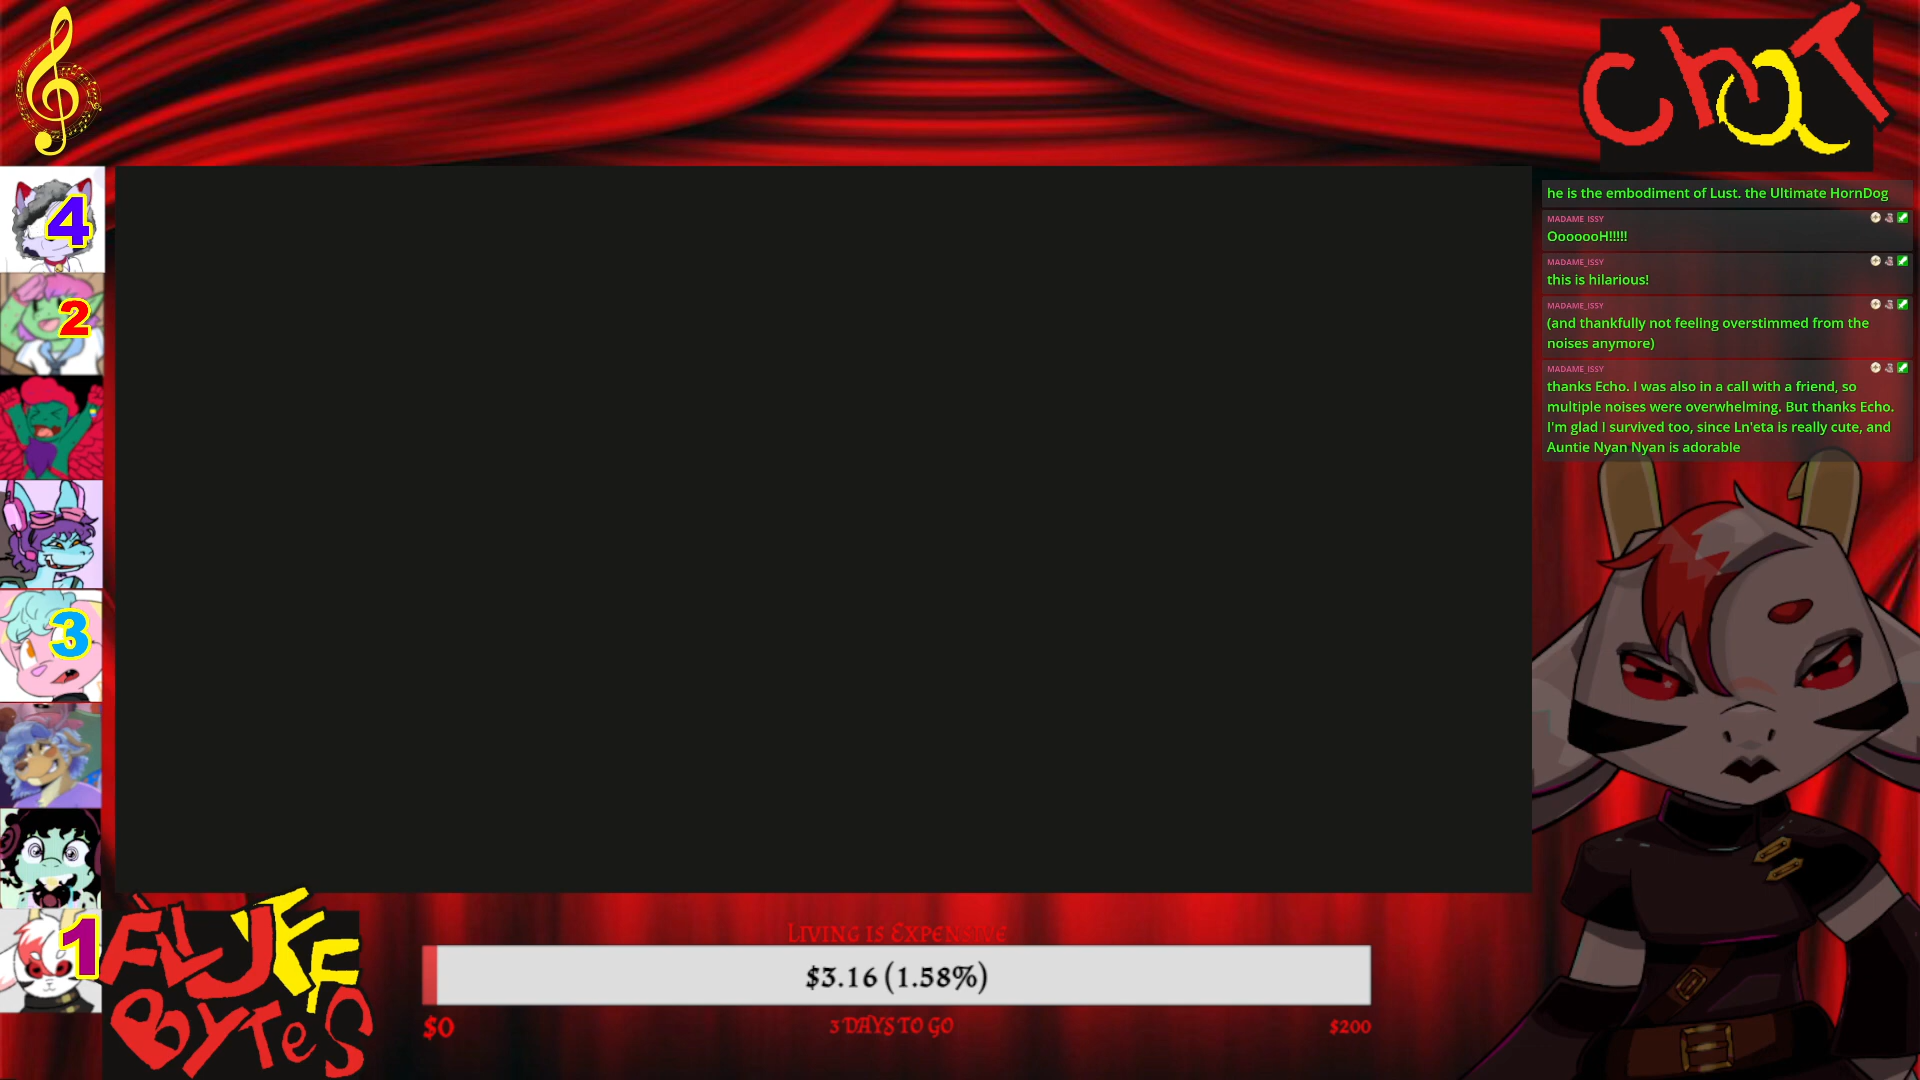 chaT
he is the embodiment of Lust. the Ultimate HornDog
MADAME_ISSY
OoooooH!!!!!
MADAME_ISSY
this is hilarious!
MADAME_ISSY
(and thankfully not feeling overstimmed from the
noises anymore)
MADAME_ISSY
thanks Echo. I was also in a call with a friend, so
multiple noises were overwhelming. But thanks Echo.
I'm glad I survived too, since Ln'eta is really cute, and
Auntie Nyan Nyan is adorable
4
2
3
1
FLUFF
BYTeS
Living is Expensive
$3.16 (1.58%)
$0
3 DAYS TO GO
$200